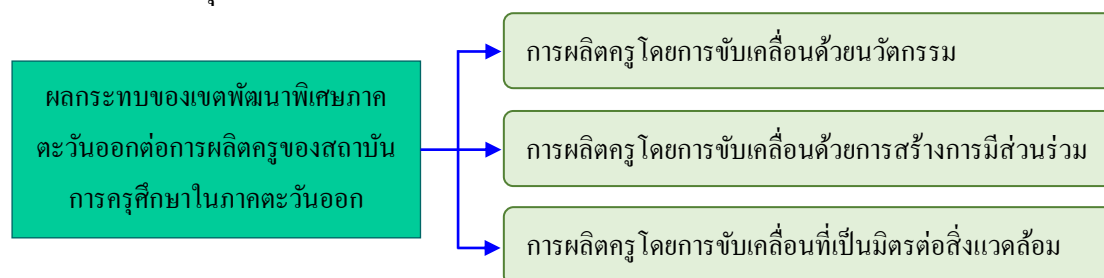 ผลกระทบของเขตพัฒนาพิเศษภาค
ตะวันออกต่อการผลิตครูของสถาบัน
การครุศึกษาในภาคตะวันออก
การผลิตครูโดยการขับเคลื่อนด้วยนวัตกรรม
การผลิตครูโดยการขับเคลื่อนด้วยการสร้างการมีส่วนร่วม
การผลิตครูโดยการขับเคลื่อนที่เป็นมิตรต่อสิ่งแวดล้อม